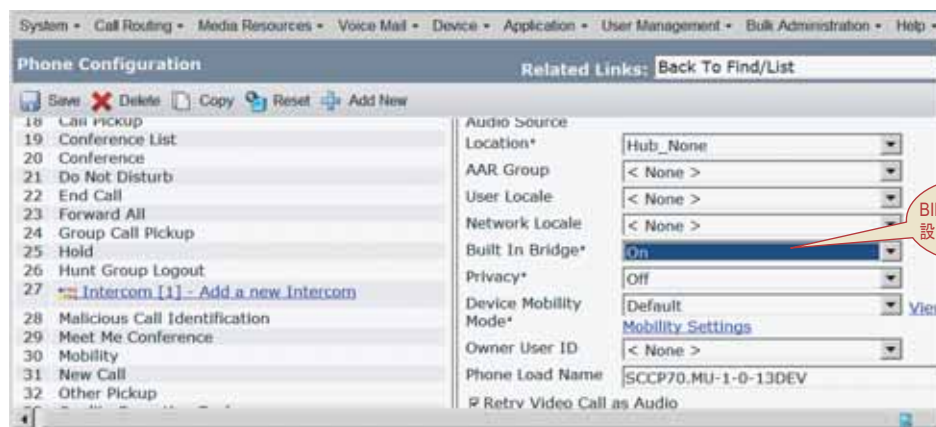 System Call Routing Media Resources Voice Mail Device Application User Management Bulk Administration Help
Phone Configuration
Related Links: Back To Find/List
Save Delete Copy Reset Add New
18 Call Pickup
19 Conference List
20 Conference
21 Do Not Disturb
22 End Call
23 Forward All
24 Group Call Pickup
25 Hold
26 Hunt Group Logout
27 Intercom [1] - Add a new Intercom
28 Malicious Call Identification
29 Meet Me Conference
30 Mobility
31 New Call
32 Other Pickup
Audio Source
Location* Hub_None
AAR Group < None >
User Locale < None >
Network Locale < None >
Built In Bridge* On
Privacy* Off
Device Mobility Mode* Default
Mobility Settings
Owner User ID < None >
Phone Load Name SCCP70.MU-1-0-13DEV
Retry Video Call as Audio
設